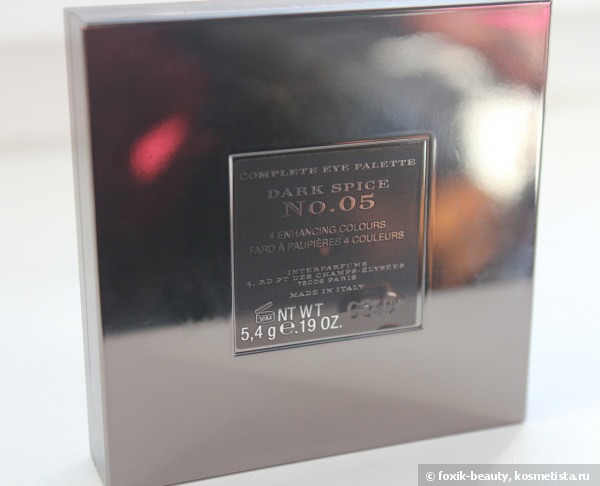 COMPLETE EYE PALETTE
DARK SPICE
No.05
4 ENHANCING COLOURS
FARD À PAUPIÈRES 4 COULEURS
INTERPARFUMS
4, RD PT DES CHAMPS-ÉLYSÉES
75008 PARIS
MADE IN ITALY
NT WT
5,4 g e.19 OZ.
© foxik-beauty, kosmetista.ru